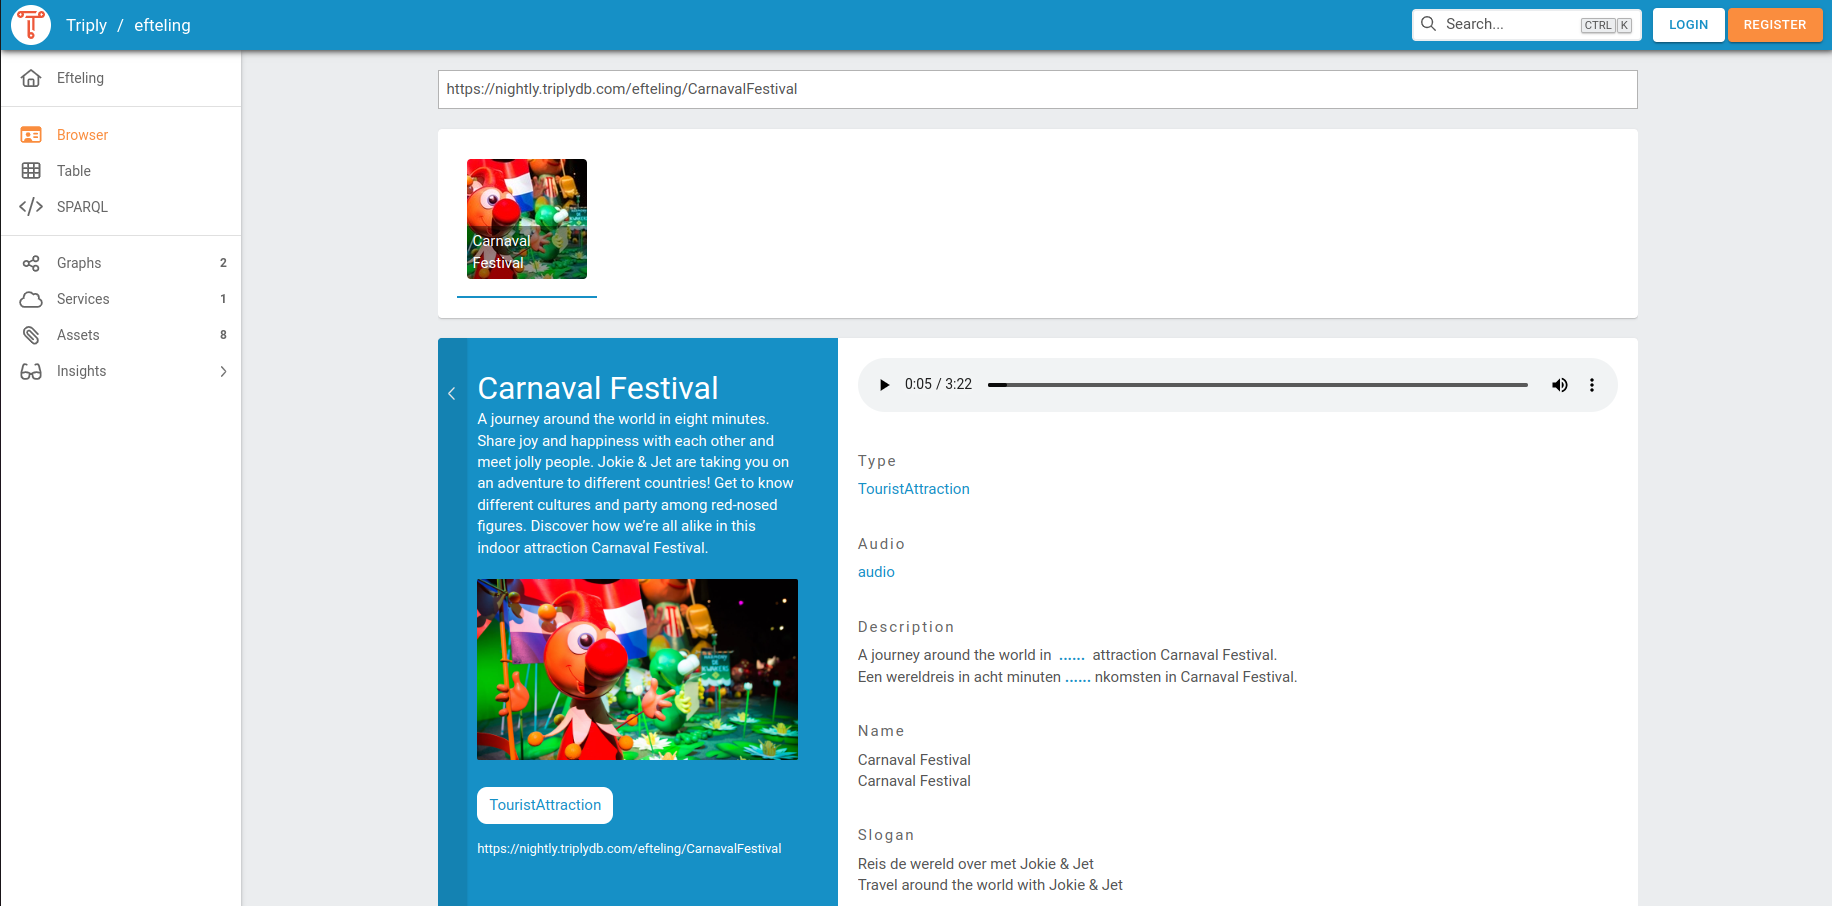 Triply / efteling
Search... CTRL K
LOGIN
REGISTER
Efteling
Browser
Table
SPARQL
Graphs 2
Services 1
Assets 8
Insights
https://nightly.triplydb.com/efteling/CarnavalFestival
Carnaval
Festival
Carnaval Festival
A journey around the world in eight minutes.
Share joy and happiness with each other and
meet jolly people. Jokie & Jet are taking you on
an adventure to different countries! Get to know
different cultures and party among red-nosed
figures. Discover how we’re all alike in this
indoor attraction Carnaval Festival.
TouristAttraction
https://nightly.triplydb.com/efteling/CarnavalFestival
0:05 / 3:22
Type
TouristAttraction
Audio
audio
Description
A journey around the world in ...... attraction Carnaval Festival.
Een wereldreis in acht minuten ...... nkomsten in Carnaval Festival.
Name
Carnaval Festival
Carnaval Festival
Slogan
Reis de wereld over met Jokie & Jet
Travel around the world with Jokie & Jet